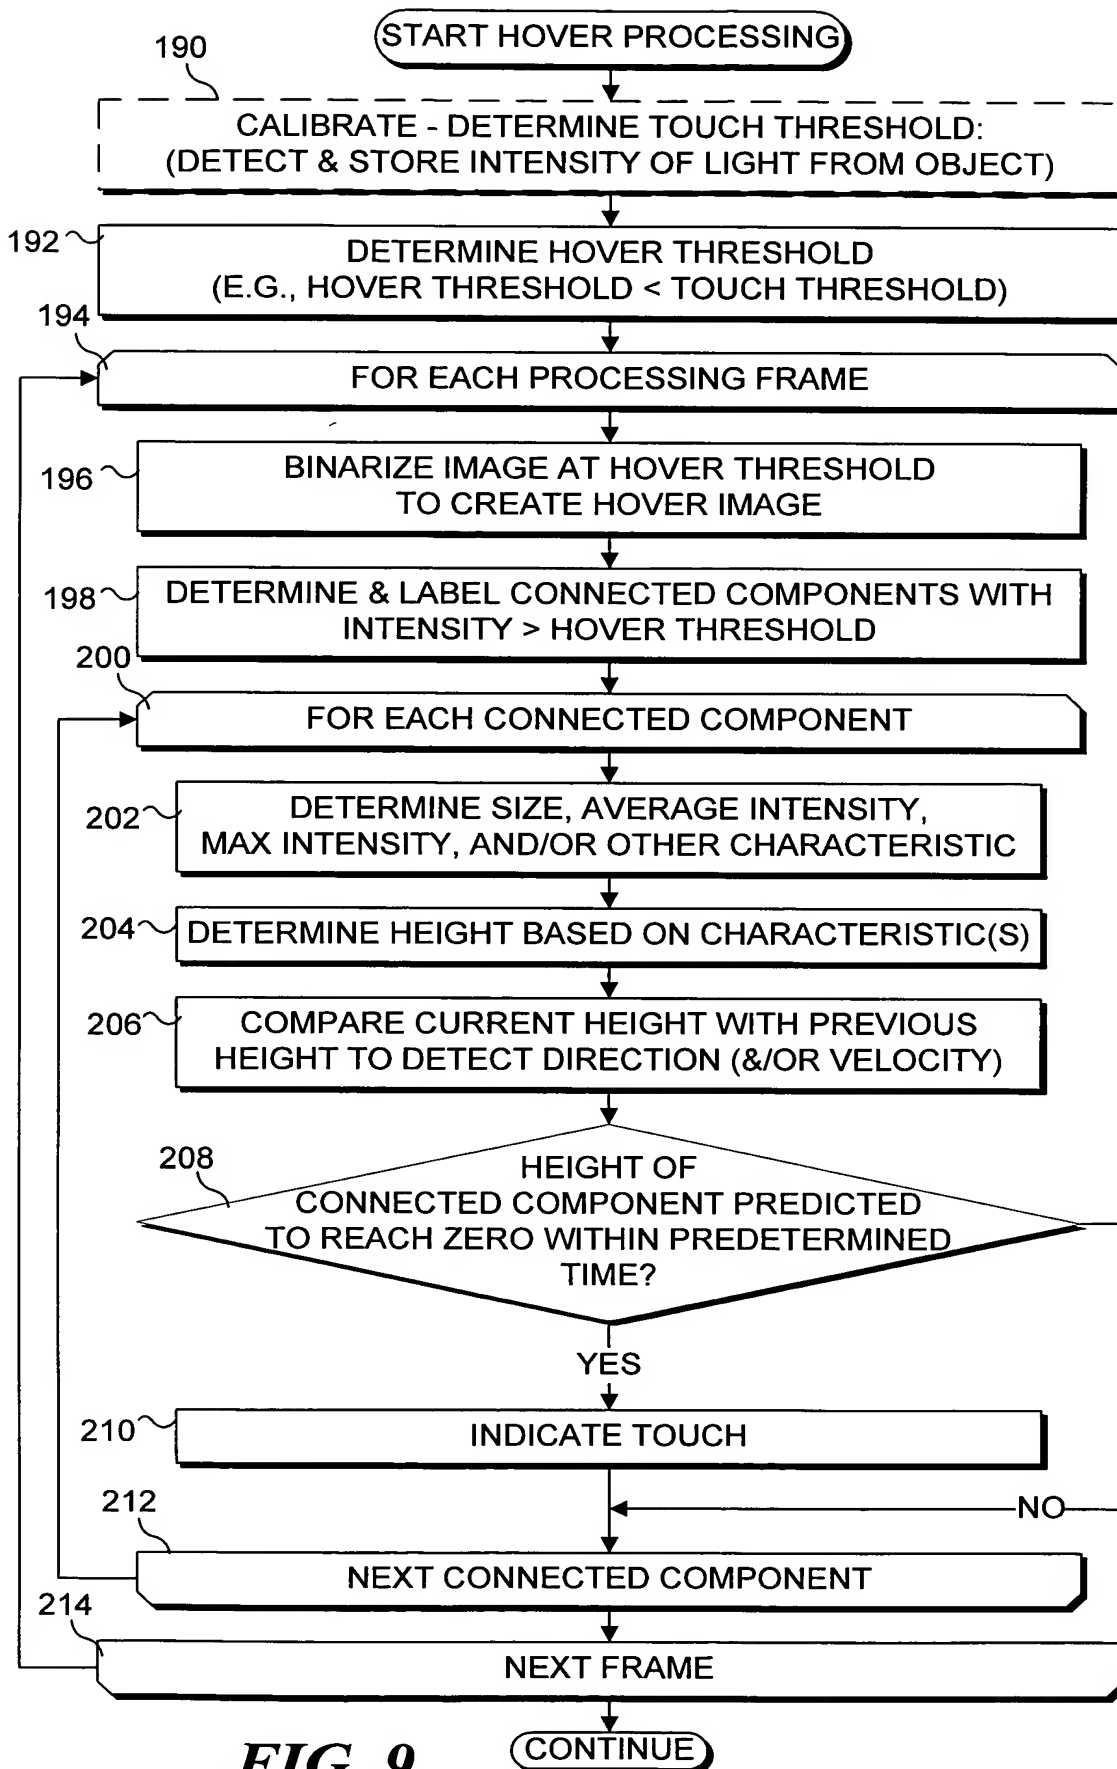 START HOVER PROCESSING
190
CALIBRATE - DETERMINE TOUCH THRESHOLD:
(DETECT & STORE INTENSITY OF LIGHT FROM OBJECT)
192
DETERMINE HOVER THRESHOLD
(E.G., HOVER THRESHOLD < TOUCH THRESHOLD)
194
FOR EACH PROCESSING FRAME
196
BINARIZE IMAGE AT HOVER THRESHOLD
TO CREATE HOVER IMAGE
198
DETERMINE & LABEL CONNECTED COMPONENTS WITH
INTENSITY > HOVER THRESHOLD
200
FOR EACH CONNECTED COMPONENT
202
DETERMINE SIZE, AVERAGE INTENSITY,
MAX INTENSITY, AND/OR OTHER CHARACTERISTIC
204
DETERMINE HEIGHT BASED ON CHARACTERISTIC(S)
206
COMPARE CURRENT HEIGHT WITH PREVIOUS
HEIGHT TO DETECT DIRECTION (&/OR VELOCITY)
208
HEIGHT OF
CONNECTED COMPONENT PREDICTED
TO REACH ZERO WITHIN PREDETERMINED
TIME?
YES
210
INDICATE TOUCH
NO
212
NEXT CONNECTED COMPONENT
214
NEXT FRAME
CONTINUE
FIG. 9